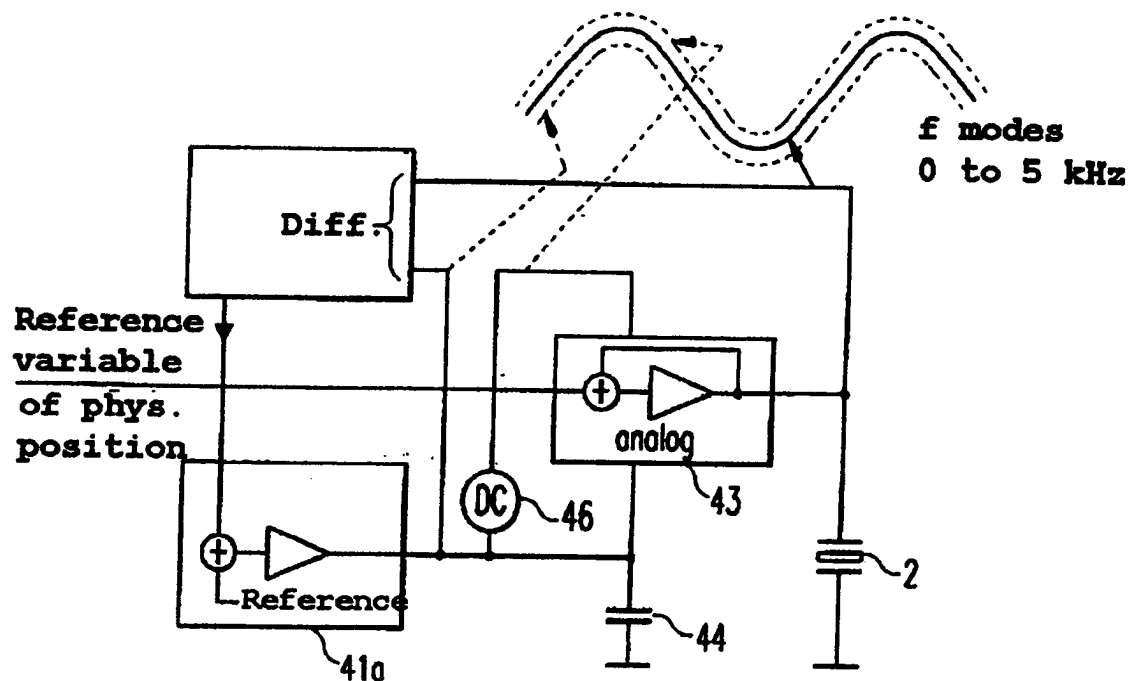 f modes
0 to 5 kHz
Diff.
Reference
variable
of phys.
position
+
analog
43
DC
46
+
Reference
41a
44
2